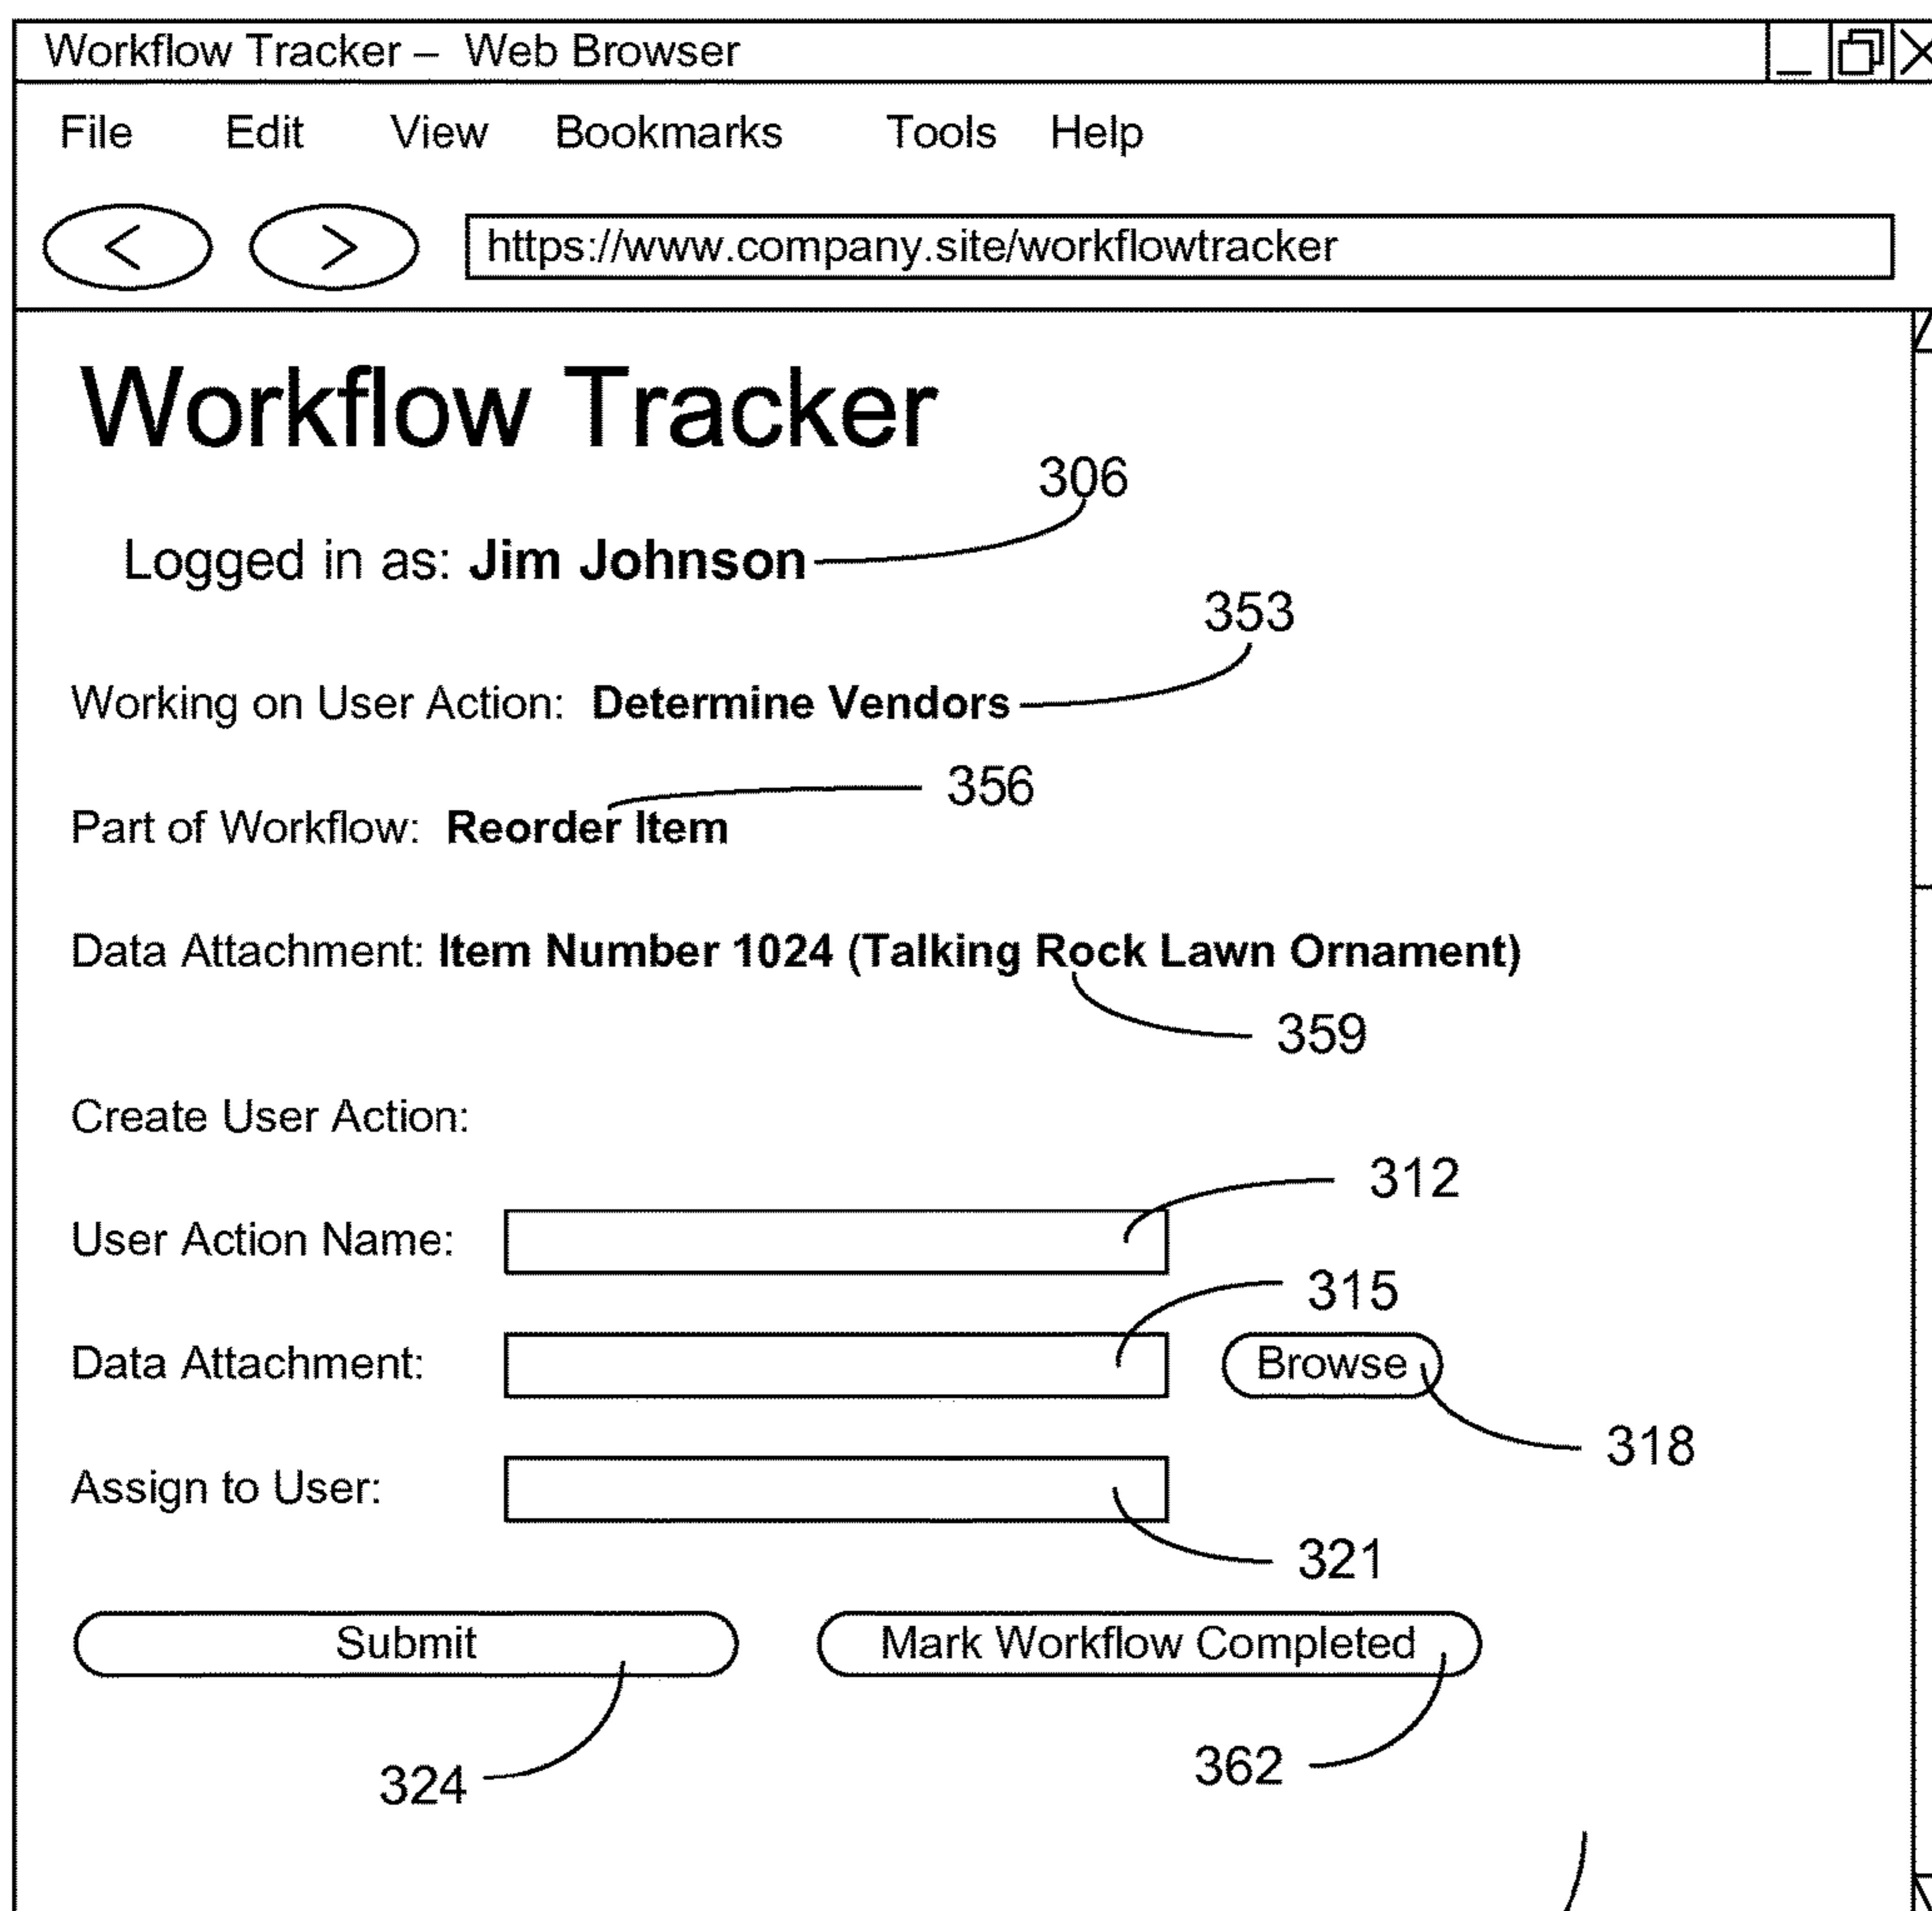 Workflow Tracker – Web Browser
File Edit View Bookmarks Tools Help
https://www.company.site/workflowtracker
Workflow Tracker
306
Logged in as: Jim Johnson
353
Working on User Action: Determine Vendors
356
Part of Workflow: Reorder Item
Data Attachment: Item Number 1024 (Talking Rock Lawn Ornament)
359
Create User Action:
312
User Action Name:
315
Data Attachment: Browse
318
Assign to User:
321
Submit Mark Workflow Completed
324 362